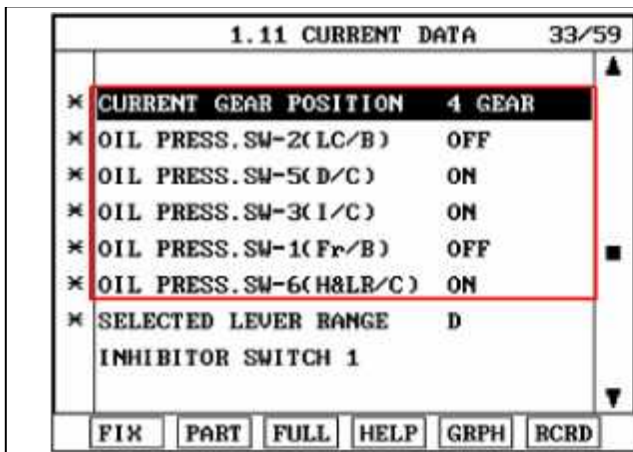 1.11 CURRENT DATA 33/59
* CURRENT GEAR POSITION 4 GEAR
* OIL PRESS.SW-2(LC/B) OFF
* OIL PRESS.SW-5(D/C) ON
* OIL PRESS.SW-3(I/C) ON
* OIL PRESS.SW-1(Fr/B) OFF
* OIL PRESS.SW-6(H&LR/C) ON
* SELECTED LEVER RANGE D
INHIBITOR SWITCH 1
FIX PART FULL HELP GRPH RCRD